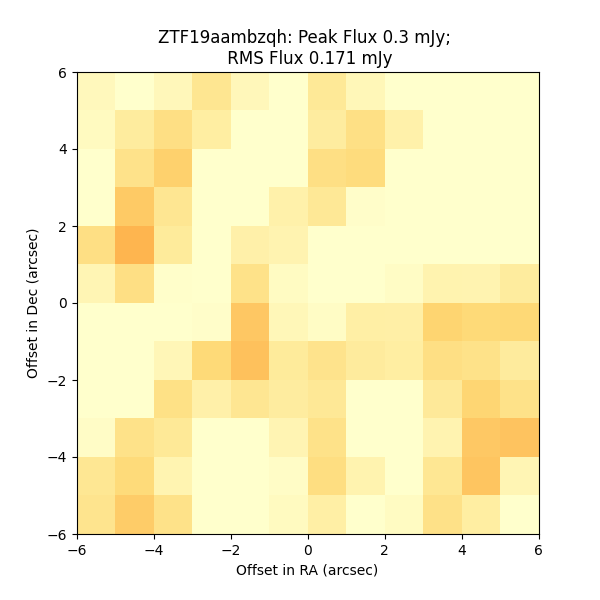 ZTF19aambzqh: Peak Flux 0.3 mJy;
RMS Flux 0.171 mJy
6
4
2
0
−2
−4
−6
Offset in Dec (arcsec)
−6 −4 −2 0 2 4 6
Offset in RA (arcsec)